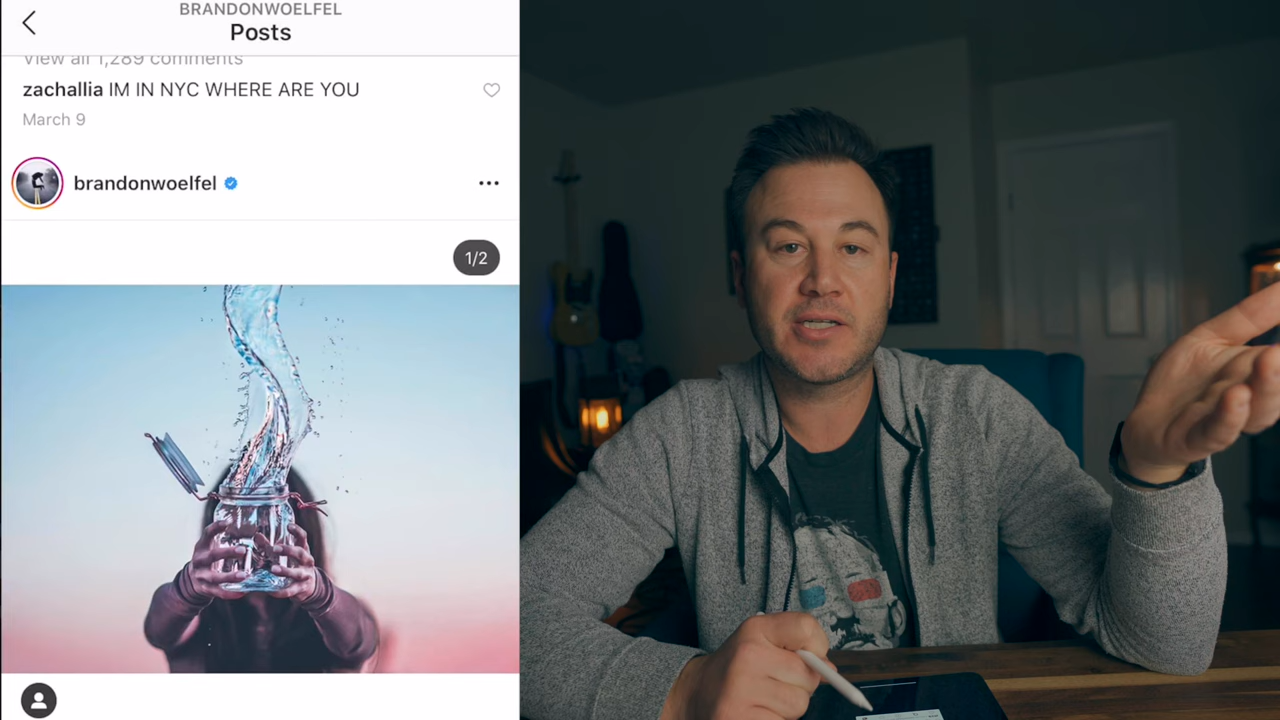 BRANDONWOELFEL
Posts
View all 1,289 comments
zachallia IM IN NYC WHERE ARE YOU
March 9
brandonwoelfel
1/2